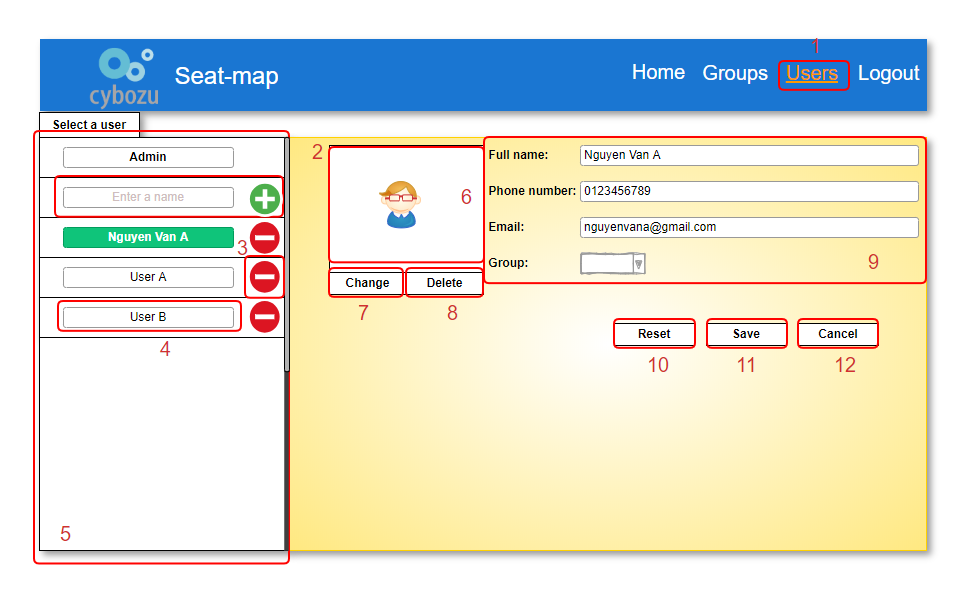 1
cybozu
Seat-map
Home Groups Users Logout
Select a user
Admin
Enter a name
Nguyen Van A
3
User A
User B
4
5
2
6
Change
Delete
7
8
Full name:
Nguyen Van A
Phone number:
0123456789
Email:
nguyenvana@gmail.com
Group:
9
Reset
Save
Cancel
10
11
12